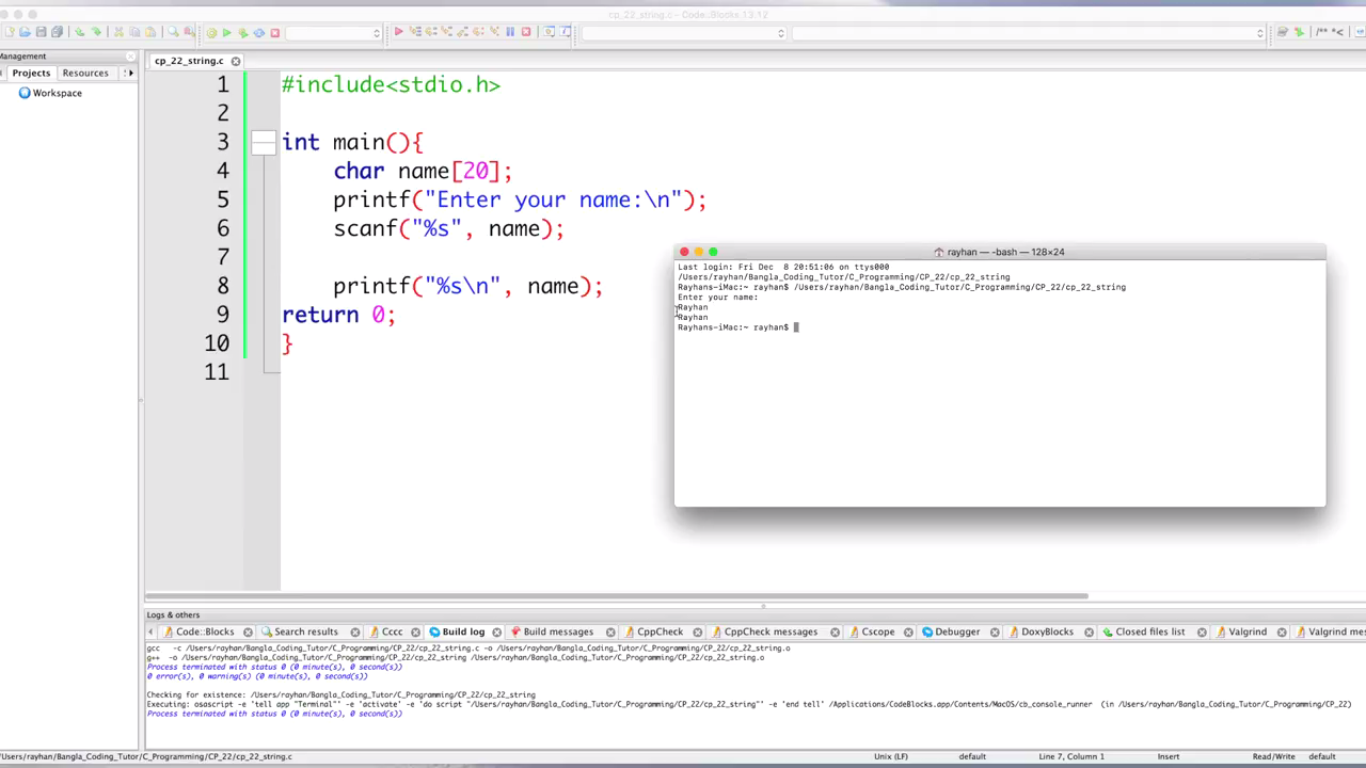 cp_22_string.c - Code::Blocks 13.12
/** *<
Management
cp_22_string.c
Projects
Resources
S
Workspace
1 #include<stdio.h>
2
3 int main(){
4 char name[20];
5 printf("Enter your name:\n");
6 scanf("%s", name);
7
8 printf("%s\n", name);
9 return 0;
10 }
11
rayhan — -bash — 128×24
Last login: Fri Dec  8 20:51:06 on ttys000
/Users/rayhan/Bangla_Coding_Tutor/C_Programming/CP_22/cp_22_string
Rayhans-iMac:~ rayhan$ /Users/rayhan/Bangla_Coding_Tutor/C_Programming/CP_22/cp_22_string
Enter your name:
Rayhan
Rayhan
Rayhans-iMac:~ rayhan$
Logs & others
Code::Blocks Search results Cccc Build log Build messages CppCheck CppCheck messages Cscope Debugger DoxyBlocks Closed files list Valgrind Valgrind mes
gcc   -c /Users/rayhan/Bangla_Coding_Tutor/C_Programming/CP_22/cp_22_string.c -o /Users/rayhan/Bangla_Coding_Tutor/C_Programming/CP_22/cp_22_string.o
g++  -o /Users/rayhan/Bangla_Coding_Tutor/C_Programming/CP_22/cp_22_string /Users/rayhan/Bangla_Coding_Tutor/C_Programming/CP_22/cp_22_string.o
Process terminated with status 0 (0 minute(s), 0 second(s))
0 error(s), 0 warning(s) (0 minute(s), 0 second(s))
Checking for existence: /Users/rayhan/Bangla_Coding_Tutor/C_Programming/CP_22/cp_22_string
Executing: osascript -e 'tell app "Terminal"' -e 'activate' -e 'do script "/Users/rayhan/Bangla_Coding_Tutor/C_Programming/CP_22/cp_22_string"' -e 'end tell' /Applications/CodeBlocks.app/Contents/MacOS/cb_console_runner  (in /Users/rayhan/Bangla_Coding_Tutor/C_Programming/CP_22)
Process terminated with status 0 (0 minute(s), 0 second(s))
/Users/rayhan/Bangla_Coding_Tutor/C_Programming/CP_22/cp_22_string.c Unix (LF) default Line 7, Column 1 Insert Read/Write default